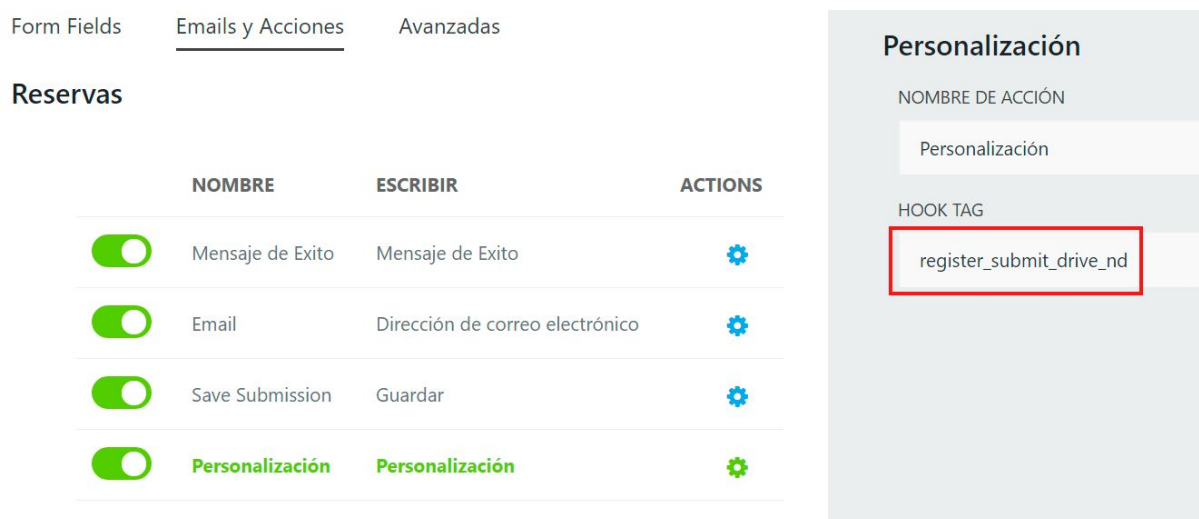 Form Fields Emails y Acciones Avanzadas
Reservas
NOMBRE ESCRIBIR ACTIONS
Mensaje de Exito Mensaje de Exito
Email Dirección de correo electrónico
Save Submission Guardar
Personalización Personalización
Personalización
NOMBRE DE ACCIÓN
Personalización
HOOK TAG
register_submit_drive_nd